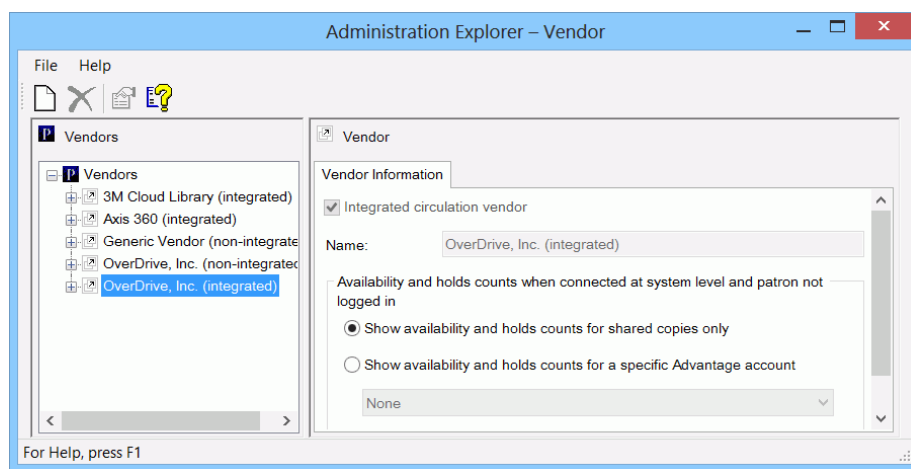 Administration Explorer – Vendor
File Help
Vendors
Vendors
3M Cloud Library (integrated)
Axis 360 (integrated)
Generic Vendor (non-integrate
OverDrive, Inc. (non-integrated
OverDrive, Inc. (integrated)
Vendor
Vendor Information
Integrated circulation vendor
Name: OverDrive, Inc. (integrated)
Availability and holds counts when connected at system level and patron not
logged in
Show availability and holds counts for shared copies only
Show availability and holds counts for a specific Advantage account
None
For Help, press F1